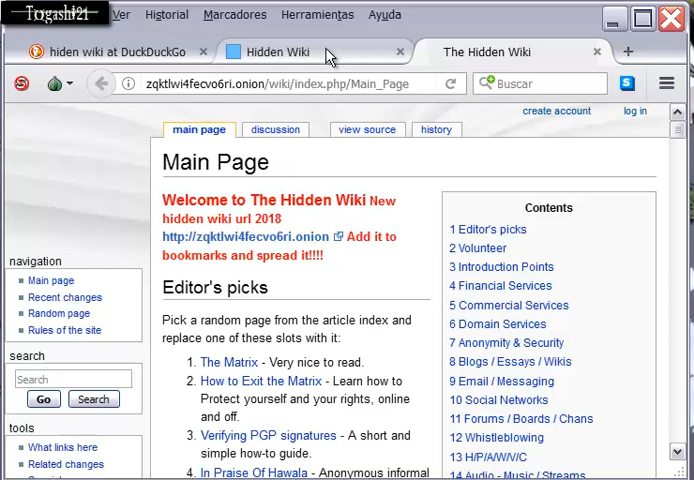 Togashi21
Ver Historial Marcadores Herramientas Ayuda
hiden wiki at DuckDuckGo
Hidden Wiki
The Hidden Wiki
zqktlwi4fecvo6ri.onion/wiki/index.php/Main_Page
Buscar
create account log in
main page discussion view source history
Main Page
Welcome to The Hidden Wiki New
hidden wiki url 2018
http://zqktlwi4fecvo6ri.onion Add it to
bookmarks and spread it!!!!
Editor's picks
Pick a random page from the article index and
replace one of these slots with it:
1. The Matrix - Very nice to read.
2. How to Exit the Matrix - Learn how to
Protect yourself and your rights, online
and off.
3. Verifying PGP signatures - A short and
simple how-to guide.
4. In Praise Of Hawala - Anonymous informal
Contents
1 Editor's picks
2 Volunteer
3 Introduction Points
4 Financial Services
5 Commercial Services
6 Domain Services
7 Anonymity & Security
8 Blogs / Essays / Wikis
9 Email / Messaging
10 Social Networks
11 Forums / Boards / Chans
12 Whistleblowing
13 H/P/A/W/V/C
14 Audio - Music / Streams
navigation
Main page
Recent changes
Random page
Rules of the site
search
Search
Go Search
tools
What links here
Related changes